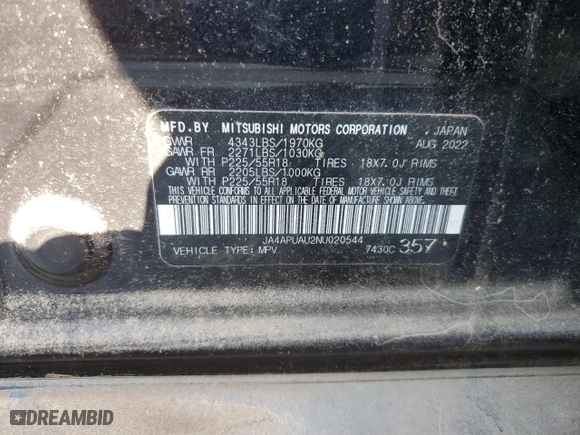 MFD.BY MITSUBISHI MOTORS CORPORATION JAPAN
GVWR 4343LBS/1970KG AUG 2022
GAWR FR 2271LBS/1030KG
WITH P225/55R18 TIRES 18X7.0J RIMS
GAWR RR 2205LBS/1000KG
WITH P225/55R18 TIRES 18X7.0J RIMS
THIS VEHICLE CONFORMS TO ALL APPLICABLE FEDERAL MOTOR VEHICLE SAFETY AND THEFT
PREVENTION STANDARDS IN EFFECT ON THE DATE OF MANUFACTURE SHOWN ABOVE.
JA4APUAU2NU020544
VEHICLE TYPE: MPV 7430C 357
DREAMBID